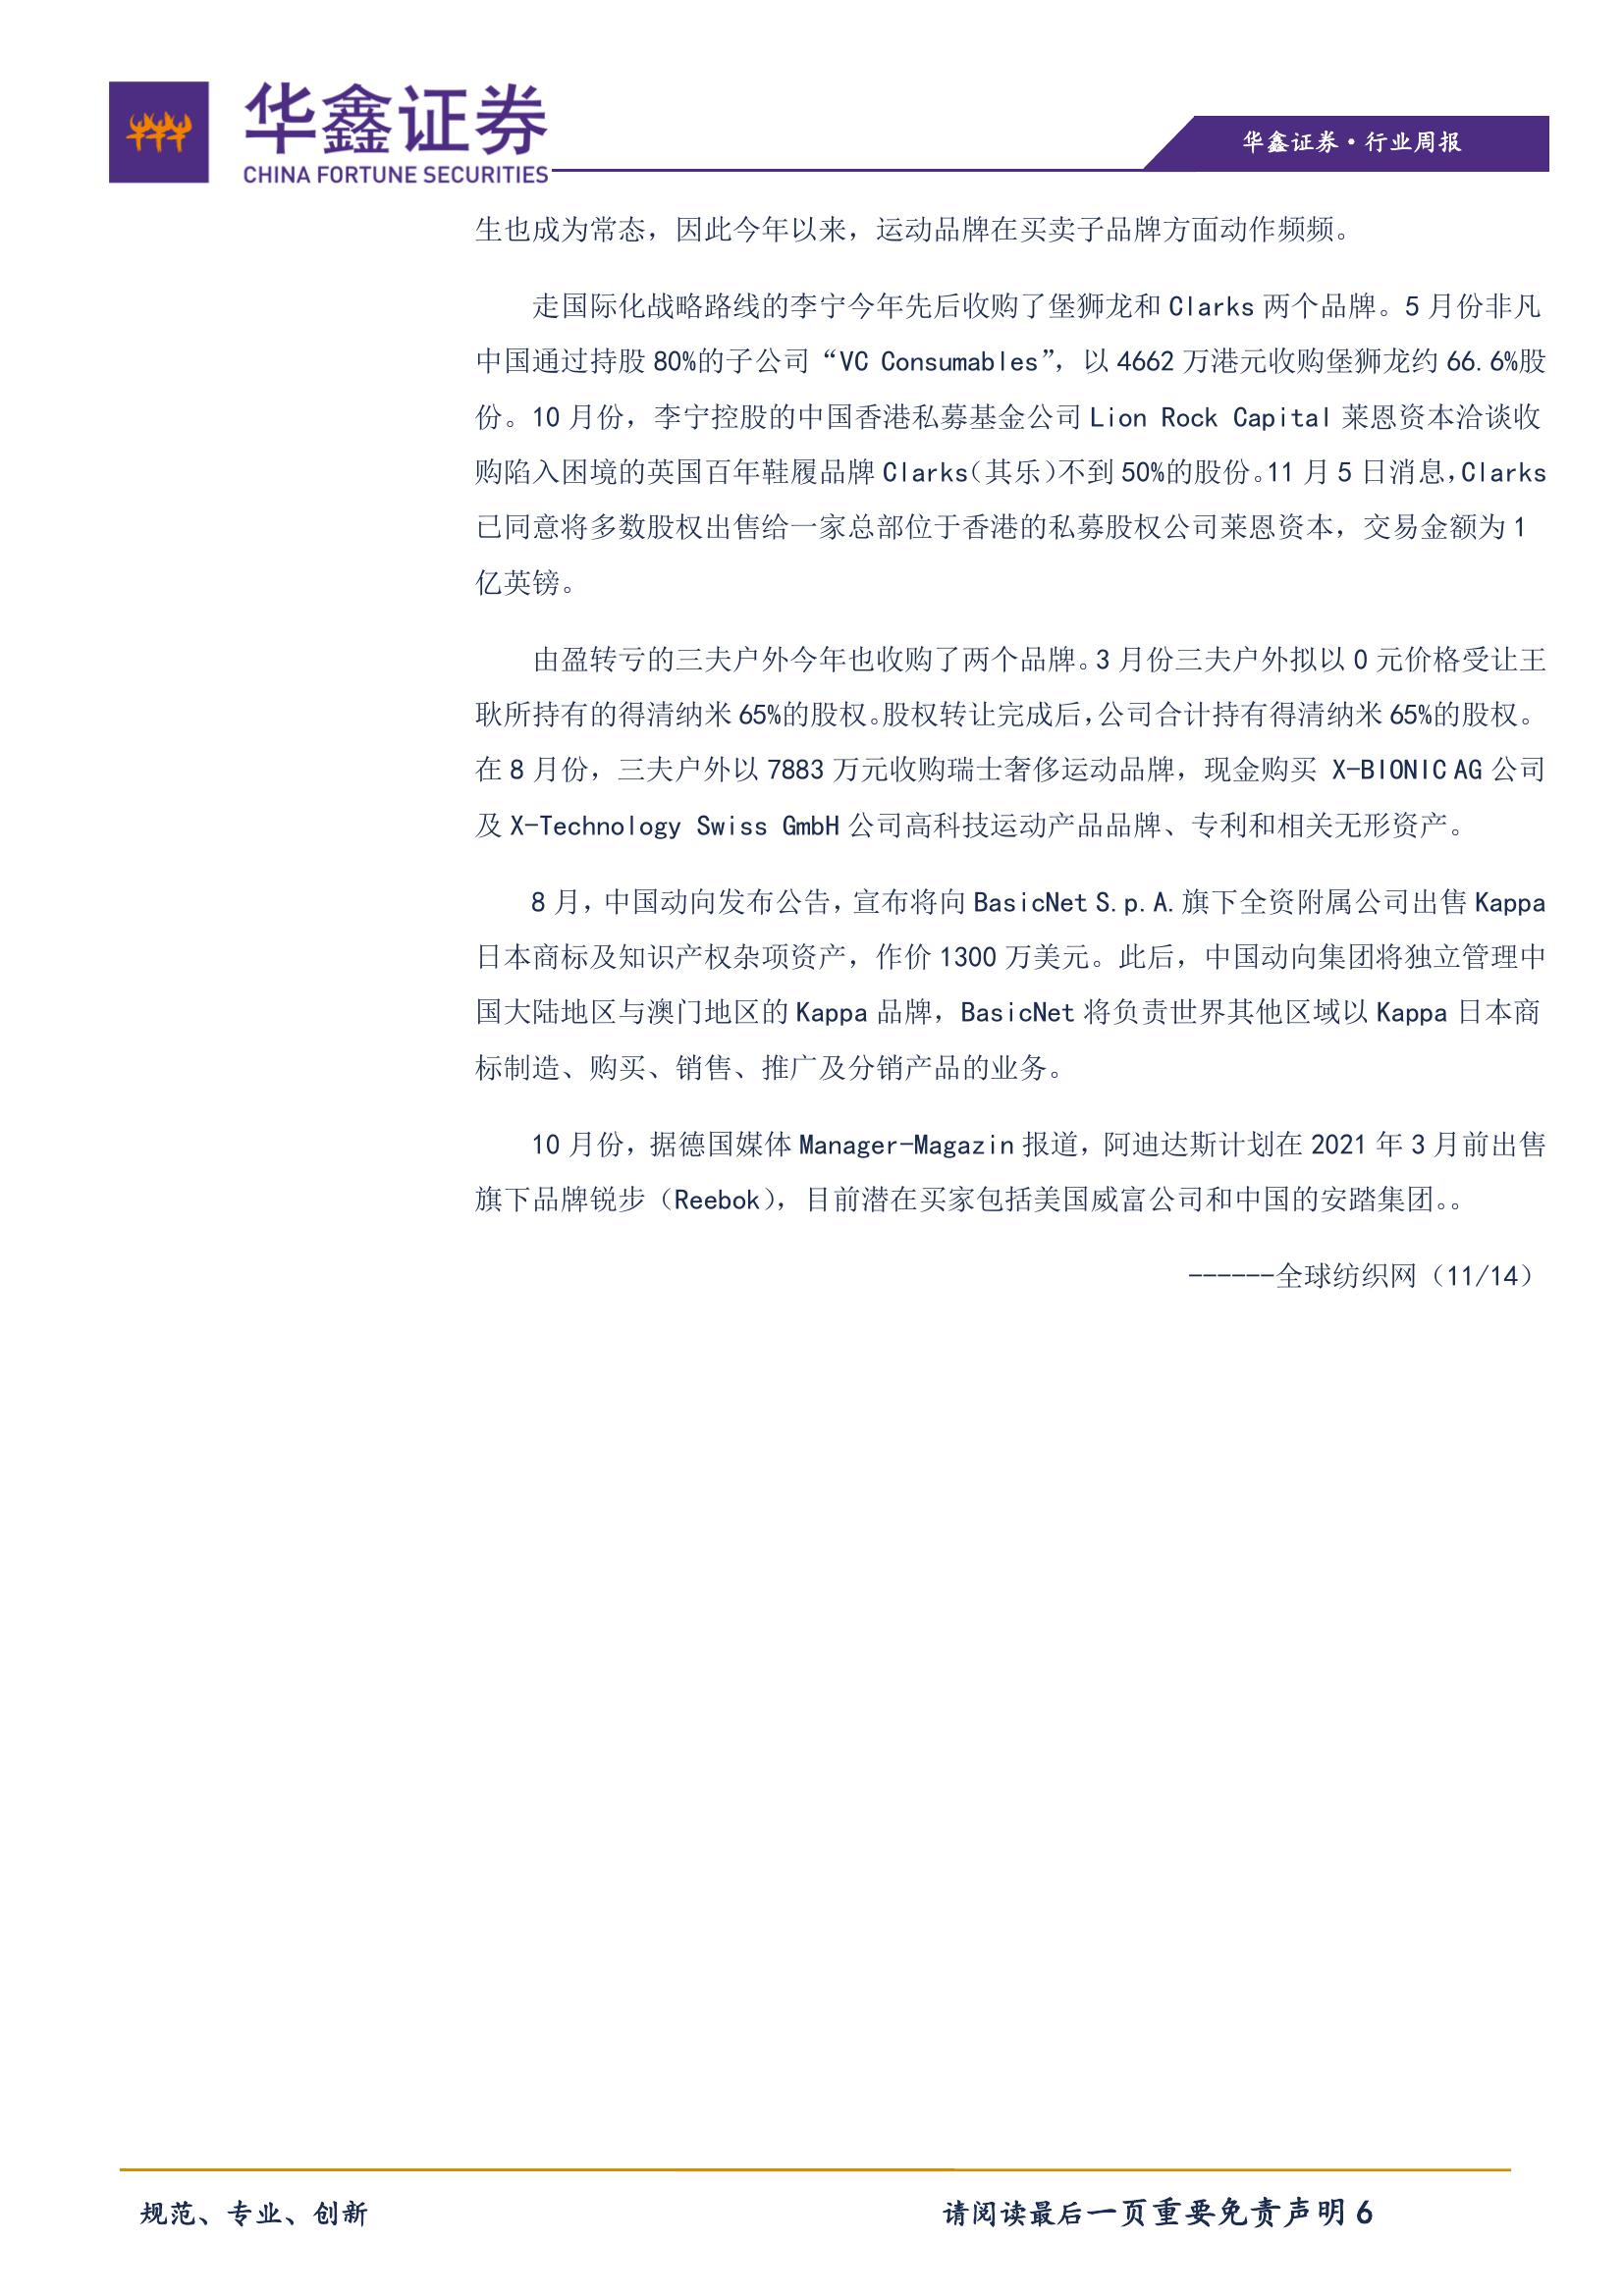 华鑫证券
CHINA FORTUNE SECURITIES
华鑫证券·行业周报
生也成为常态，因此今年以来，运动品牌在买卖子品牌方面动作频频。
走国际化战略路线的李宁今年先后收购了堡狮龙和 Clarks 两个品牌。5 月份非凡
中国通过持股 80%的子公司“VC Consumables”，以 4662 万港元收购堡狮龙约 66.6%股
份。10 月份，李宁控股的中国香港私募基金公司 Lion Rock Capital 莱恩资本洽谈收
购陷入困境的英国百年鞋履品牌 Clarks（其乐）不到 50%的股份。11 月 5 日消息，Clarks
已同意将多数股权出售给一家总部位于香港的私募股权公司莱恩资本，交易金额为 1
亿英镑。
由盈转亏的三夫户外今年也收购了两个品牌。3 月份三夫户外拟以 0 元价格受让王
耿所持有的得清纳米 65%的股权。股权转让完成后，公司合计持有得清纳米 65%的股权。
在 8 月份，三夫户外以 7883 万元收购瑞士奢侈运动品牌，现金购买 X-BIONIC AG 公司
及 X-Technology Swiss GmbH 公司高科技运动产品品牌、专利和相关无形资产。
8 月，中国动向发布公告，宣布将向 BasicNet S.p.A.旗下全资附属公司出售 Kappa
日本商标及知识产权杂项资产，作价 1300 万美元。此后，中国动向集团将独立管理中
国大陆地区与澳门地区的 Kappa 品牌，BasicNet 将负责世界其他区域以 Kappa 日本商
标制造、购买、销售、推广及分销产品的业务。
10 月份，据德国媒体 Manager-Magazin 报道，阿迪达斯计划在 2021 年 3 月前出售
旗下品牌锐步（Reebok），目前潜在买家包括美国威富公司和中国的安踏集团。。
------全球纺织网（11/14）
规范、专业、创新
请阅读最后一页重要免责声明 6